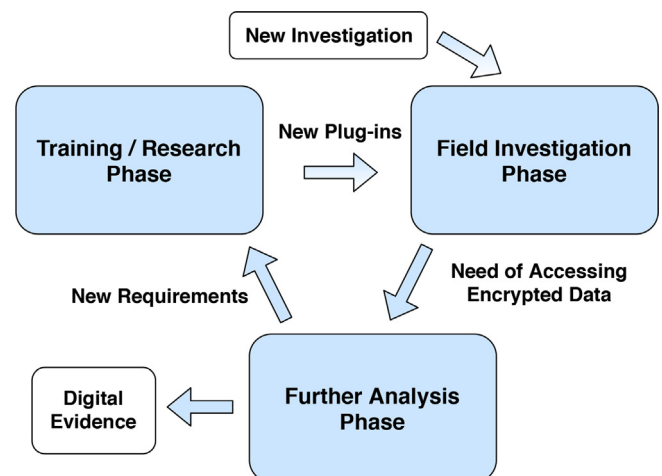 New Investigation
Training / Research
Phase
New Plug-ins
Field Investigation
Phase
New Requirements
Need of Accessing
Encrypted Data
Digital
Evidence
Further Analysis
Phase